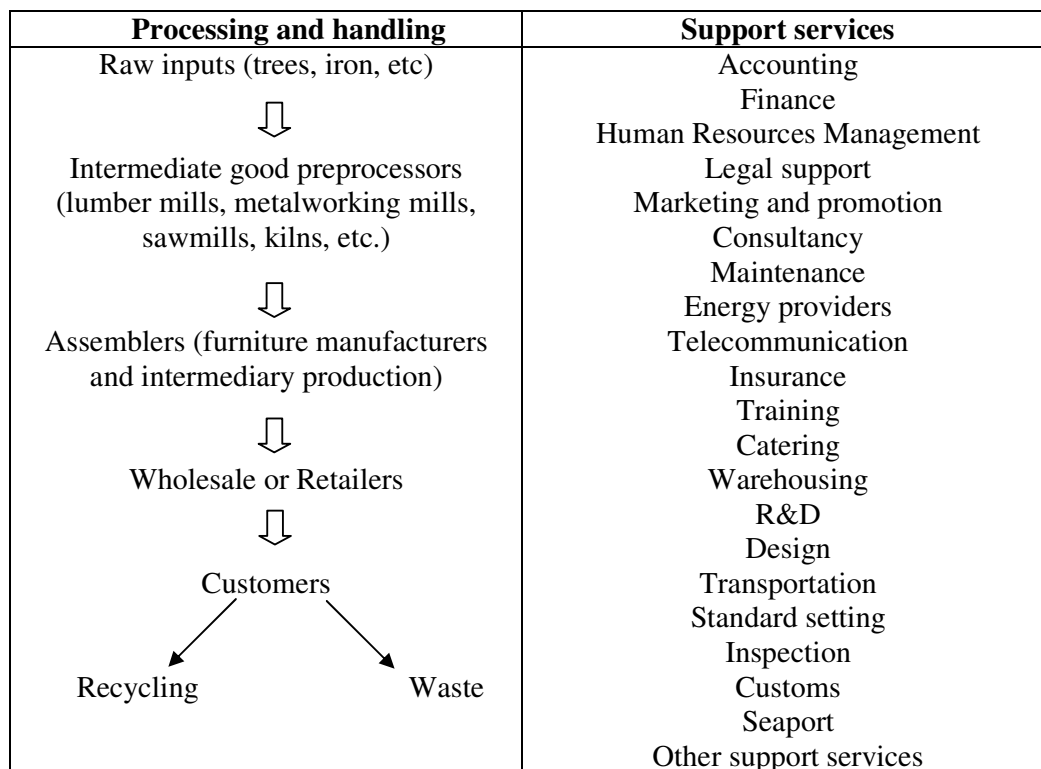 Processing and handling
Raw inputs (trees, iron, etc)
Intermediate good preprocessors
(lumber mills, metalworking mills,
sawmills, kilns, etc.)
Assemblers (furniture manufacturers
and intermediary production)
Wholesale or Retailers
Customers
Recycling
Waste
Support services
Accounting
Finance
Human Resources Management
Legal support
Marketing and promotion
Consultancy
Maintenance
Energy providers
Telecommunication
Insurance
Training
Catering
Warehousing
R&D
Design
Transportation
Standard setting
Inspection
Customs
Seaport
Other support services